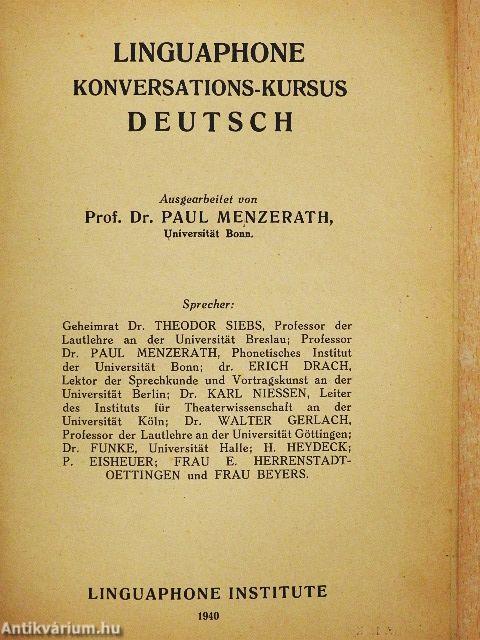 LINGUAPHONE
KONVERSATIONS-KURSUS
DEUTSCH
Ausgearbeitet von
Prof. Dr. PAUL MENZERATH,
Universität Bonn.
Sprecher:
Geheimrat Dr. THEODOR SIEBS, Professor der
Lautlehre an der Universität Breslau; Professor
Dr. PAUL MENZERATH, Phonetisches Institut
der Universität Bonn; dr. ERICH DRACH,
Lektor der Sprechkunde und Vortragskunst an der
Universität Berlin; Dr. KARL NIESSEN, Leiter
des Instituts für Theaterwissenschaft an der
Universität Köln; Dr. WALTER GERLACH,
Professor der Lautlehre an der Universität Göttingen;
Dr. FUNKE, Universität Halle; H. HEYDECK;
P. EISHEUER; FRAU E. HERRENSTADT-
OETTINGEN und FRAU BEYERS.
LINGUAPHONE INSTITUTE
1940
Antikvárium.hu